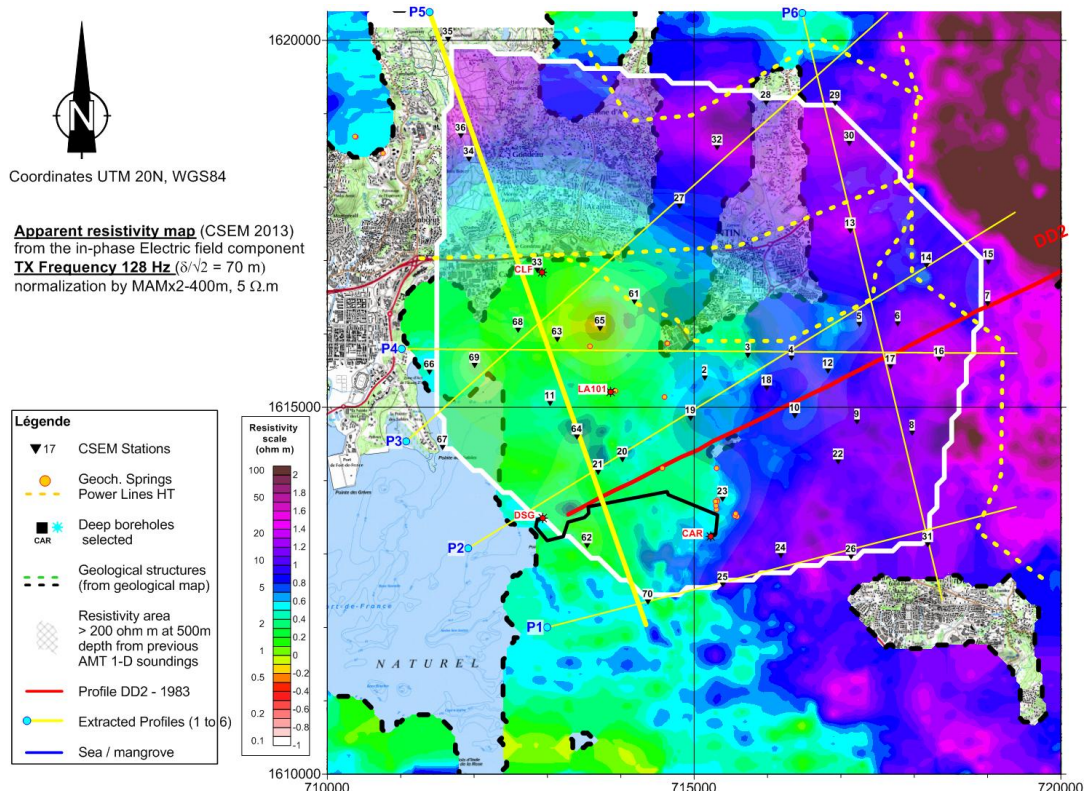 P5
P6
1620000
35
28
29
36
30
32
34
N
Coordinates UTM 20N, WGS84
27
13
Apparent resistivity map (CSEM 2013)
from the in-phase Electric field component
TX Frequency 128 Hz (δ/√2 = 70 m)
normalization by MAMx2-400m, 5 Ω.m
DD2
TIN
33
CLF
14
15
61
7
68
63
65
5
6
P4
69
3
4
16
66
2
12
17
LA101
18
11
1615000
19
10
9
8
P3
67
64
20
21
22
23
DSG
CAR
P2
62
24
26
31
25
70
P1
NATUREL
1610000
710000
715000
720000
Légende
17 CSEM Stations
Geoch. Springs
Power Lines HT
CAR
Deep boreholes
selected
Geological structures
(from geological map)
Resistivity area
> 200 ohm m at 500m
depth from previous
AMT 1-D soundings
Profile DD2 - 1983
Extracted Profiles (1 to 6)
Sea / mangrove
Resistivity
scale
(ohm m)
100
50
20
10
5
2
1
0.5
0.2
0.1
2
1.8
1.6
1.4
1.2
1
0.8
0.6
0.4
0.2
0
-0.2
-0.4
-0.6
-0.8
-1